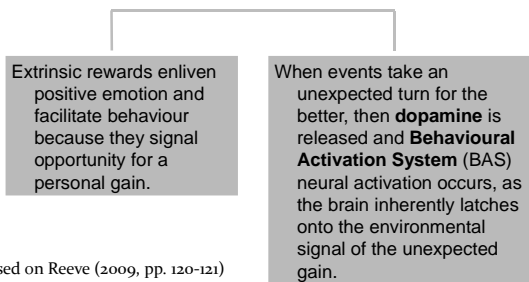 Extrinsic rewards enliven
positive emotion and
facilitate behaviour
because they signal
opportunity for a
personal gain.
When events take an
unexpected turn for the
better, then dopamine is
released and Behavioural
Activation System (BAS)
neural activation occurs, as
the brain inherently latches
onto the environmental
signal of the unexpected
gain.
sed on Reeve (2009, pp. 120-121)